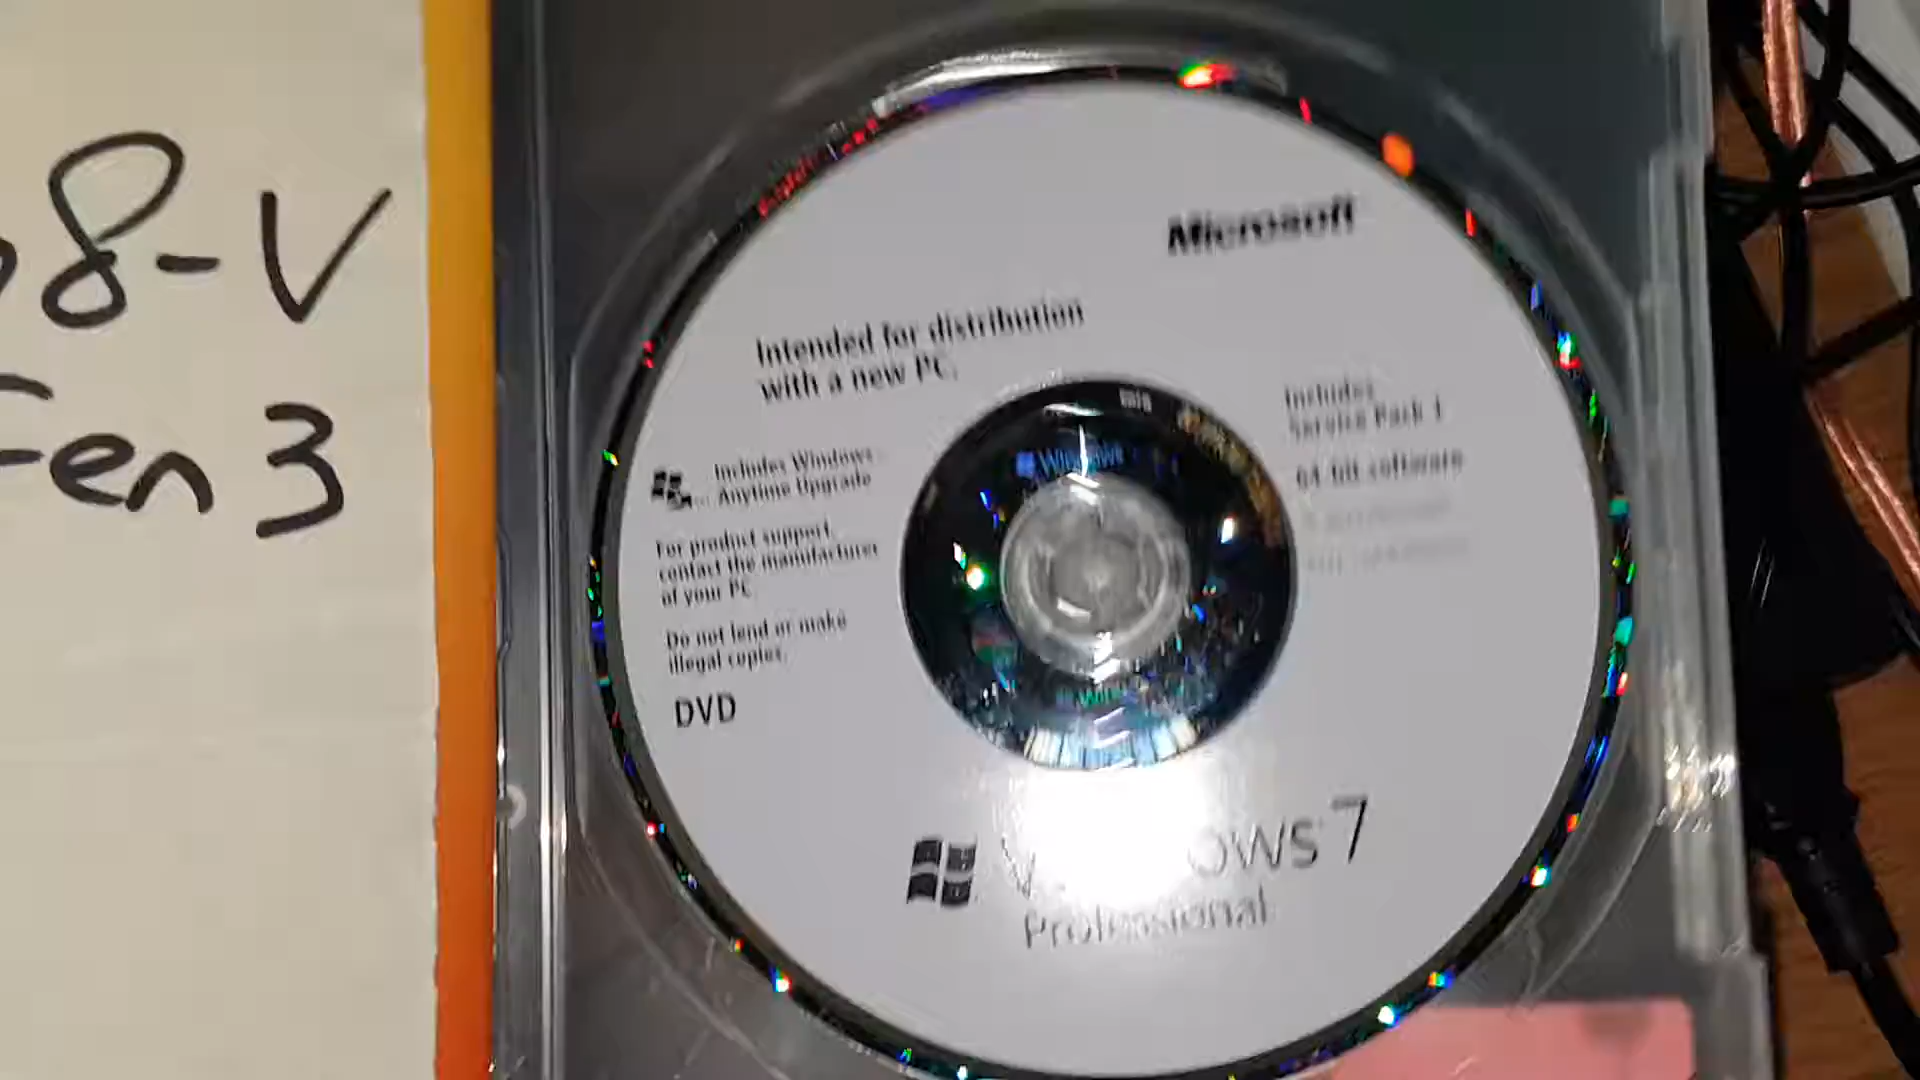 8-V
en 3
Microsoft
Intended for distribution
with a new PC.
Includes
Service Pack 1
64-bit software
Includes Windows
Anytime Upgrade
For product support
contact the manufacturer
of your PC.
Do not lend or make
illegal copies.
DVD
Windows
ows 7
Professional